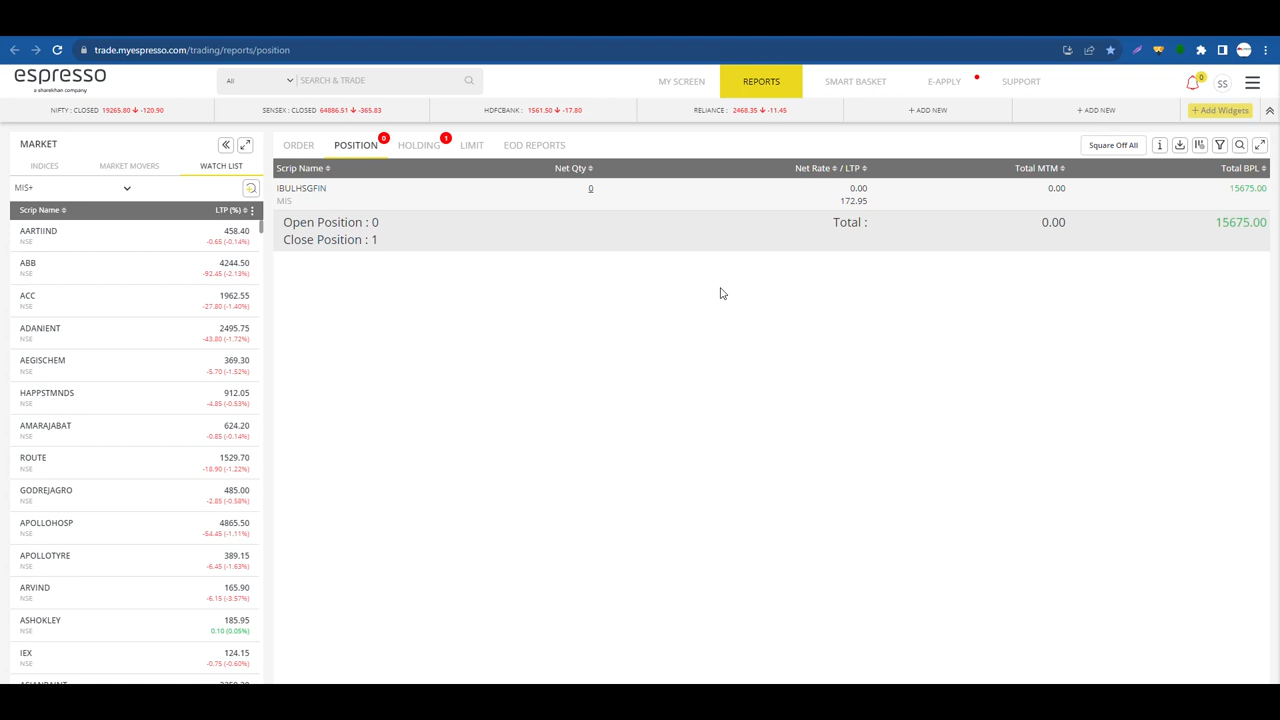 trade.myespresso.com/trading/reports/position
espresso
a sharekhan company
All
SEARCH & TRADE
MY SCREEN
REPORTS
SMART BASKET
E-APPLY
SUPPORT
0
SS
NIFTY : CLOSED 19265.80 -120.90
SENSEX : CLOSED 64886.51 -365.83
HDFCBANK : 1561.50 -17.80
RELIANCE : 2468.35 -11.45
+ ADD NEW
+ ADD NEW
+ Add Widgets
MARKET
INDICES
MARKET MOVERS
WATCH LIST
MIS+
Scrip Name
LTP (%)
AARTIIND 458.40
NSE -0.65 (-0.14%)
ABB 4244.50
NSE -92.45 (-2.13%)
ACC 1962.55
NSE -27.80 (-1.40%)
ADANIENT 2495.75
NSE -43.80 (-1.72%)
AEGISCHEM 369.30
NSE -5.70 (-1.52%)
HAPPSTMNDS 912.05
NSE -4.85 (-0.53%)
AMARAJABAT 624.20
NSE -0.85 (-0.14%)
ROUTE 1529.70
NSE -18.90 (-1.22%)
GODREJAGRO 485.00
NSE -2.85 (-0.58%)
APOLLOHOSP 4865.50
NSE -54.45 (-1.11%)
APOLLOTYRE 389.15
NSE -6.45 (-1.63%)
ARVIND 165.90
NSE -6.15 (-3.57%)
ASHOKLEY 185.95
NSE 0.10 (0.05%)
IEX 124.15
NSE -0.75 (-0.60%)
ORDER
POSITION 0
HOLDING 1
LIMIT
EOD REPORTS
Square Off All
Scrip Name
Net Qty
Net Rate / LTP
Total MTM
Total BPL
IBULHSGFIN 0 0.00 0.00 15675.00
MIS 172.95
Open Position : 0 Total : 0.00 15675.00
Close Position : 1